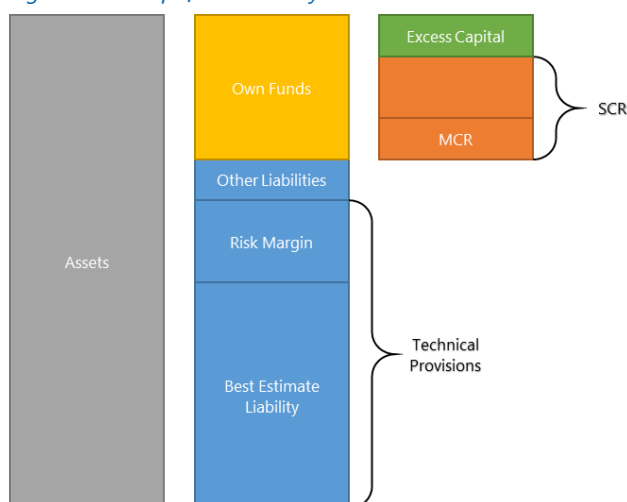 Excess Capital
Own Funds
SCR
MCR
Other Liabilities
Risk Margin
Assets
Technical
Provisions
Best Estimate
Liability